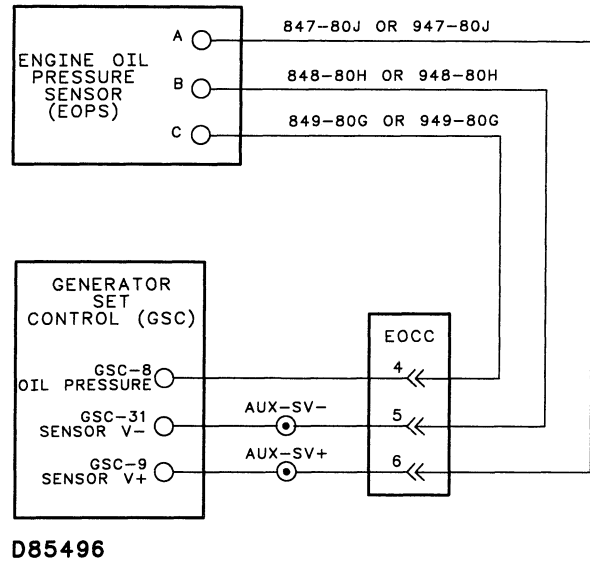 A
847-80J OR 947-80J
ENGINE OIL
PRESSURE
SENSOR
(EOPS)
B
848-80H OR 948-80H
C
849-80G OR 949-80G
GENERATOR
SET
CONTROL (GSC)
EOCC
GSC-8
OIL PRESSURE
4
GSC-31
SENSOR V-
AUX-SV-
5
GSC-9
SENSOR V+
AUX-SV+
6
D85496